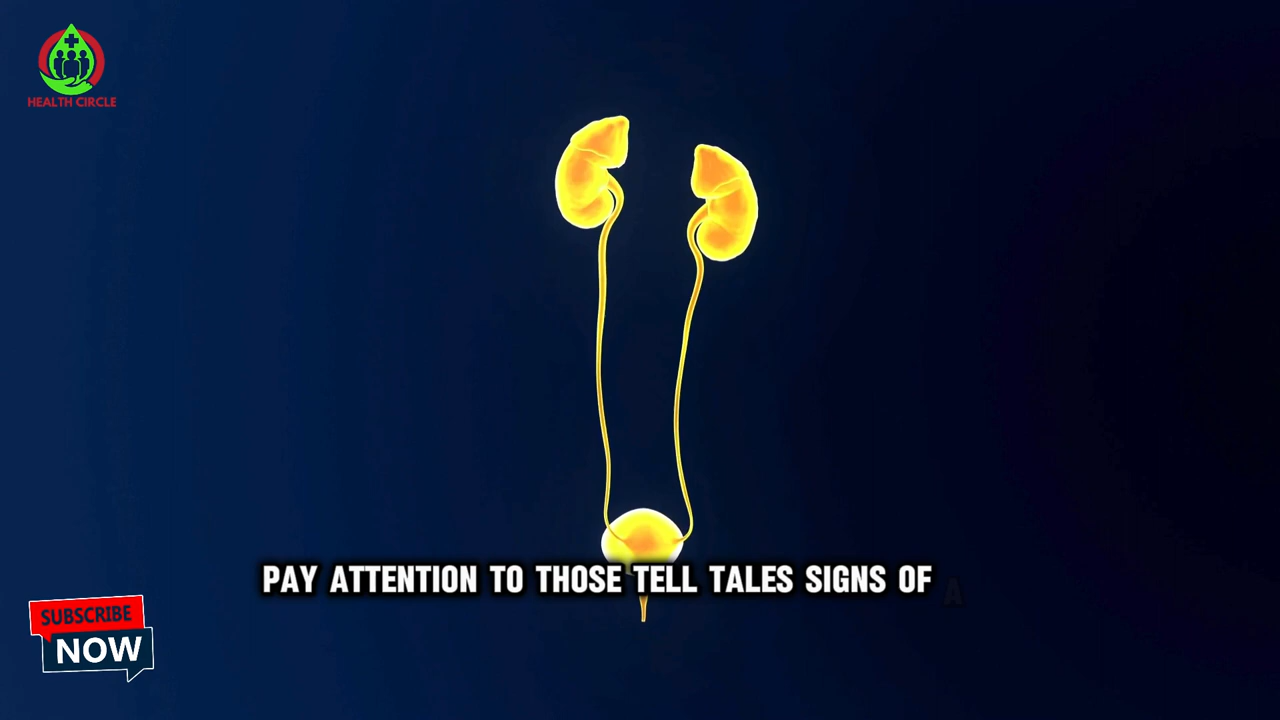 HEALTH CIRCLE
PAY ATTENTION TO THOSE TELL TALES SIGNS OF A
SUBSCRIBE
NOW